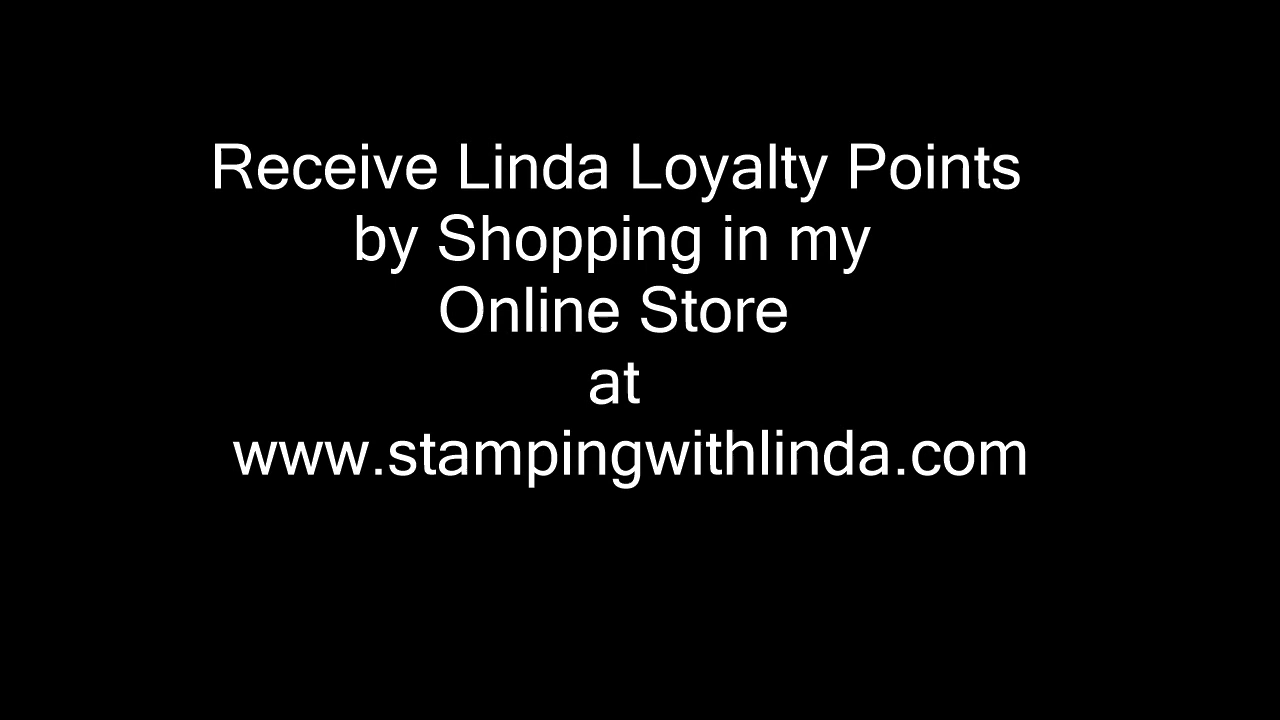 Receive Linda Loyalty Points
by Shopping in my
Online Store
at
www.stampingwithlinda.com